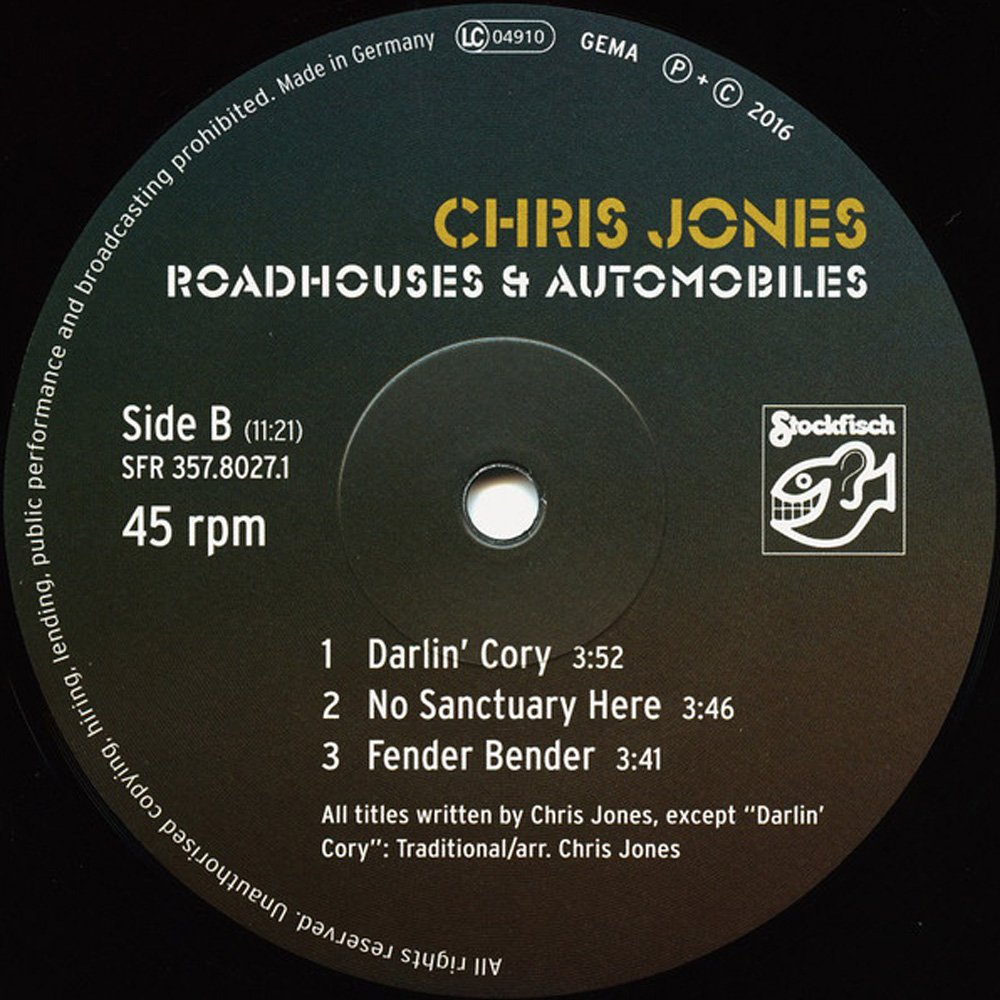 All rights reserved. Unauthorised copying, hiring, lending, public performance and broadcasting prohibited. Made in Germany LC 04910 GEMA Ⓟ + Ⓒ 2016
CHRIS JONES
ROADHOUSES & AUTOMOBILES
Side B (11:21)
SFR 357.8027.1
45 rpm
Stockfisch
1 Darlin’ Cory 3:52
2 No Sanctuary Here 3:46
3 Fender Bender 3:41
All titles written by Chris Jones, except “Darlin’
Cory”: Traditional/arr. Chris Jones